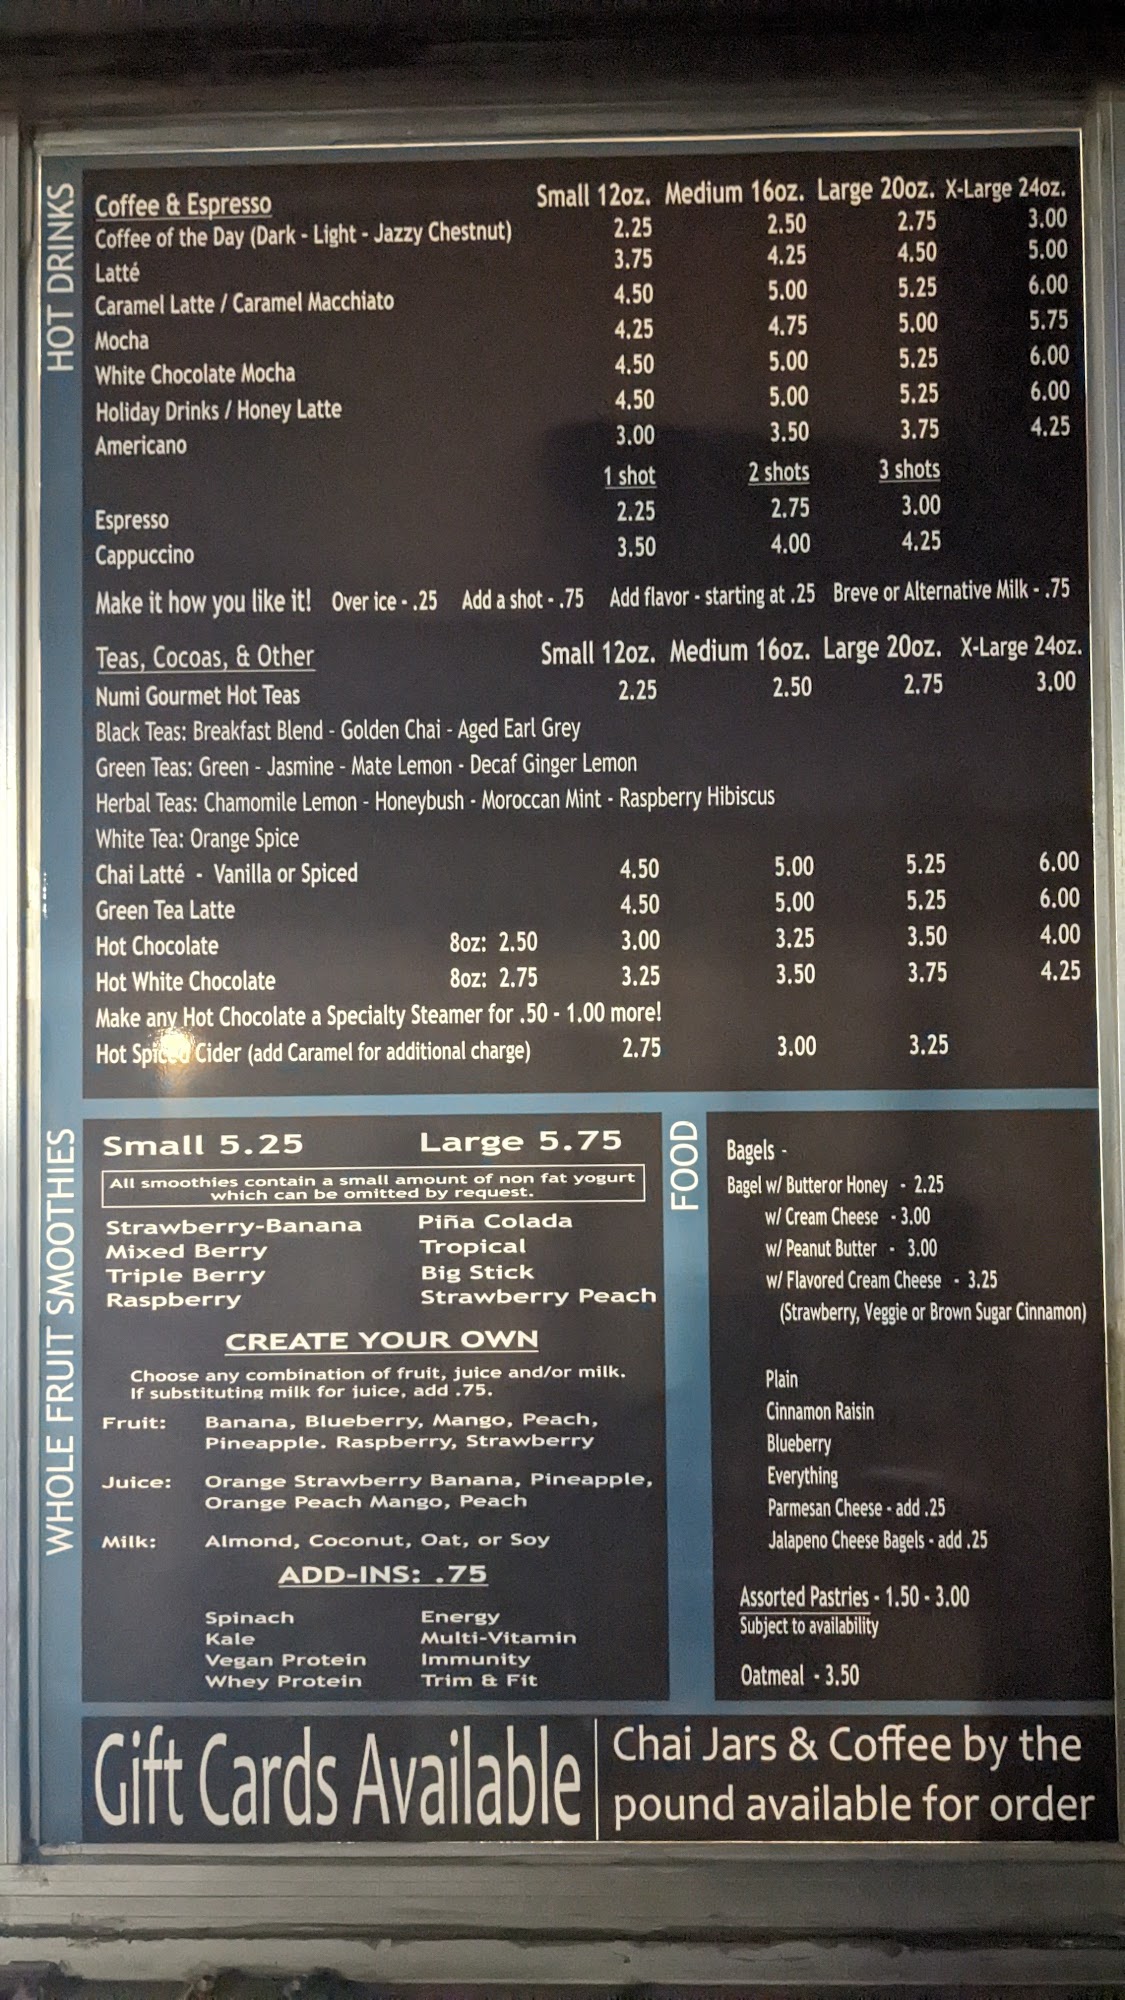 HOT DRINKS
Coffee & Espresso Small 12oz. Medium 16oz. Large 20oz. X-Large 24oz.
Coffee of the Day (Dark - Light - Jazzy Chestnut) 2.25 2.50 2.75 3.00
Latté 3.75 4.25 4.50 5.00
Caramel Latte / Caramel Macchiato 4.50 5.00 5.25 6.00
Mocha 4.25 4.75 5.00 5.75
White Chocolate Mocha 4.50 5.00 5.25 6.00
Holiday Drinks / Honey Latte 4.50 5.00 5.25 6.00
Americano 3.00 3.50 3.75 4.25
1 shot 2 shots 3 shots
Espresso 2.25 2.75 3.00
Cappuccino 3.50 4.00 4.25
Make it how you like it! Over ice - .25 Add a shot - .75 Add flavor - starting at .25 Breve or Alternative Milk - .75
Teas, Cocoas, & Other Small 12oz. Medium 16oz. Large 20oz. X-Large 24oz.
Numi Gourmet Hot Teas 2.25 2.50 2.75 3.00
Black Teas: Breakfast Blend - Golden Chai - Aged Earl Grey
Green Teas: Green - Jasmine - Mate Lemon - Decaf Ginger Lemon
Herbal Teas: Chamomile Lemon - Honeybush - Moroccan Mint - Raspberry Hibiscus
White Tea: Orange Spice
Chai Latté - Vanilla or Spiced 4.50 5.00 5.25 6.00
Green Tea Latte 4.50 5.00 5.25 6.00
Hot Chocolate 8oz: 2.50 3.00 3.25 3.50 4.00
Hot White Chocolate 8oz: 2.75 3.25 3.50 3.75 4.25
Make any Hot Chocolate a Specialty Steamer for .50 - 1.00 more!
Hot Spiced Cider (add Caramel for additional charge) 2.75 3.00 3.25
WHOLE FRUIT SMOOTHIES
Small 5.25 Large 5.75
All smoothies contain a small amount of non fat yogurt
which can be omitted by request.
Strawberry-Banana Piña Colada
Mixed Berry Tropical
Triple Berry Big Stick
Raspberry Strawberry Peach
CREATE YOUR OWN
Choose any combination of fruit, juice and/or milk.
If substituting milk for juice, add .75.
Fruit: Banana, Blueberry, Mango, Peach,
Pineapple. Raspberry, Strawberry
Juice: Orange Strawberry Banana, Pineapple,
Orange Peach Mango, Peach
Milk: Almond, Coconut, Oat, or Soy
ADD-INS: .75
Spinach Energy
Kale Multi-Vitamin
Vegan Protein Immunity
Whey Protein Trim & Fit
FOOD
Bagels -
Bagel w/ Butteror Honey - 2.25
w/ Cream Cheese - 3.00
w/ Peanut Butter - 3.00
w/ Flavored Cream Cheese - 3.25
(Strawberry, Veggie or Brown Sugar Cinnamon)
Plain
Cinnamon Raisin
Blueberry
Everything
Parmesan Cheese - add .25
Jalapeno Cheese Bagels - add .25
Assorted Pastries - 1.50 - 3.00
Subject to availability
Oatmeal - 3.50
Gift Cards Available
Chai Jars & Coffee by the
pound available for order